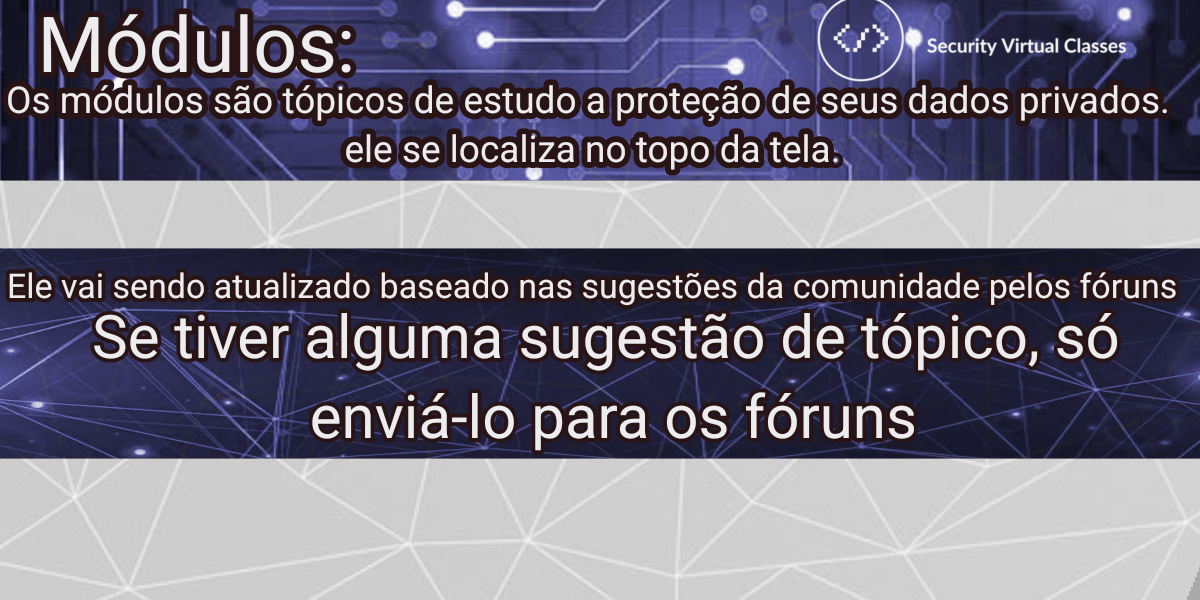 Módulos:
Security Virtual Classes
Os módulos são tópicos de estudo a proteção de seus dados privados.
ele se localiza no topo da tela.
Ele vai sendo atualizado baseado nas sugestões da comunidade pelos fóruns
Se tiver alguma sugestão de tópico, só
enviá-lo para os fóruns